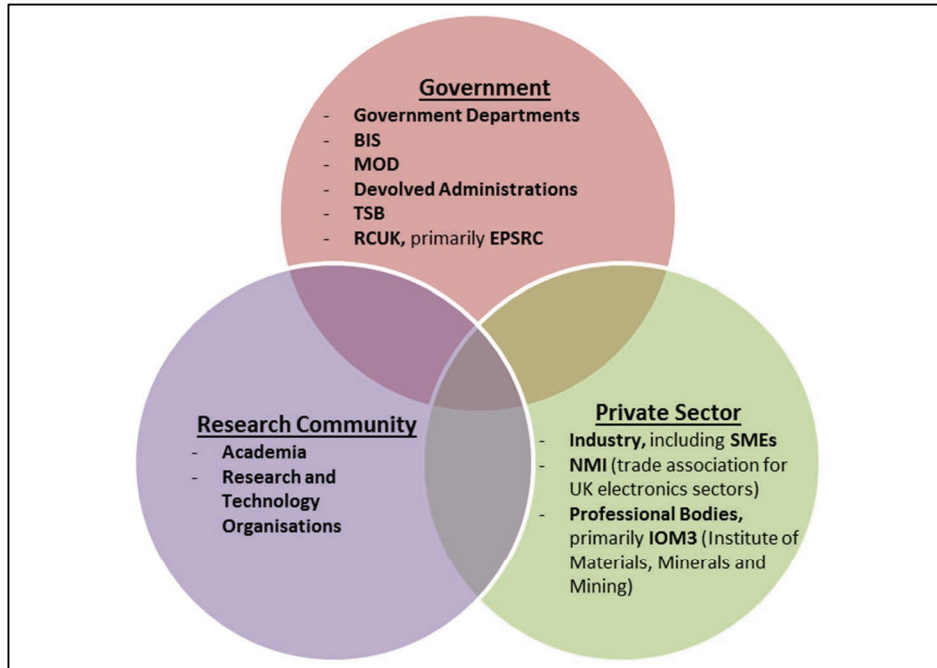 Government
- Government Departments
- BIS
- MOD
- Devolved Administrations
- TSB
- RCUK, primarily EPSRC
Research Community
- Academia
- Research and
Technology
Organisations
Private Sector
- Industry, including SMEs
- NMI (trade association for
UK electronics sectors)
- Professional Bodies,
primarily IOM3 (Institute of
Materials, Minerals and
Mining)